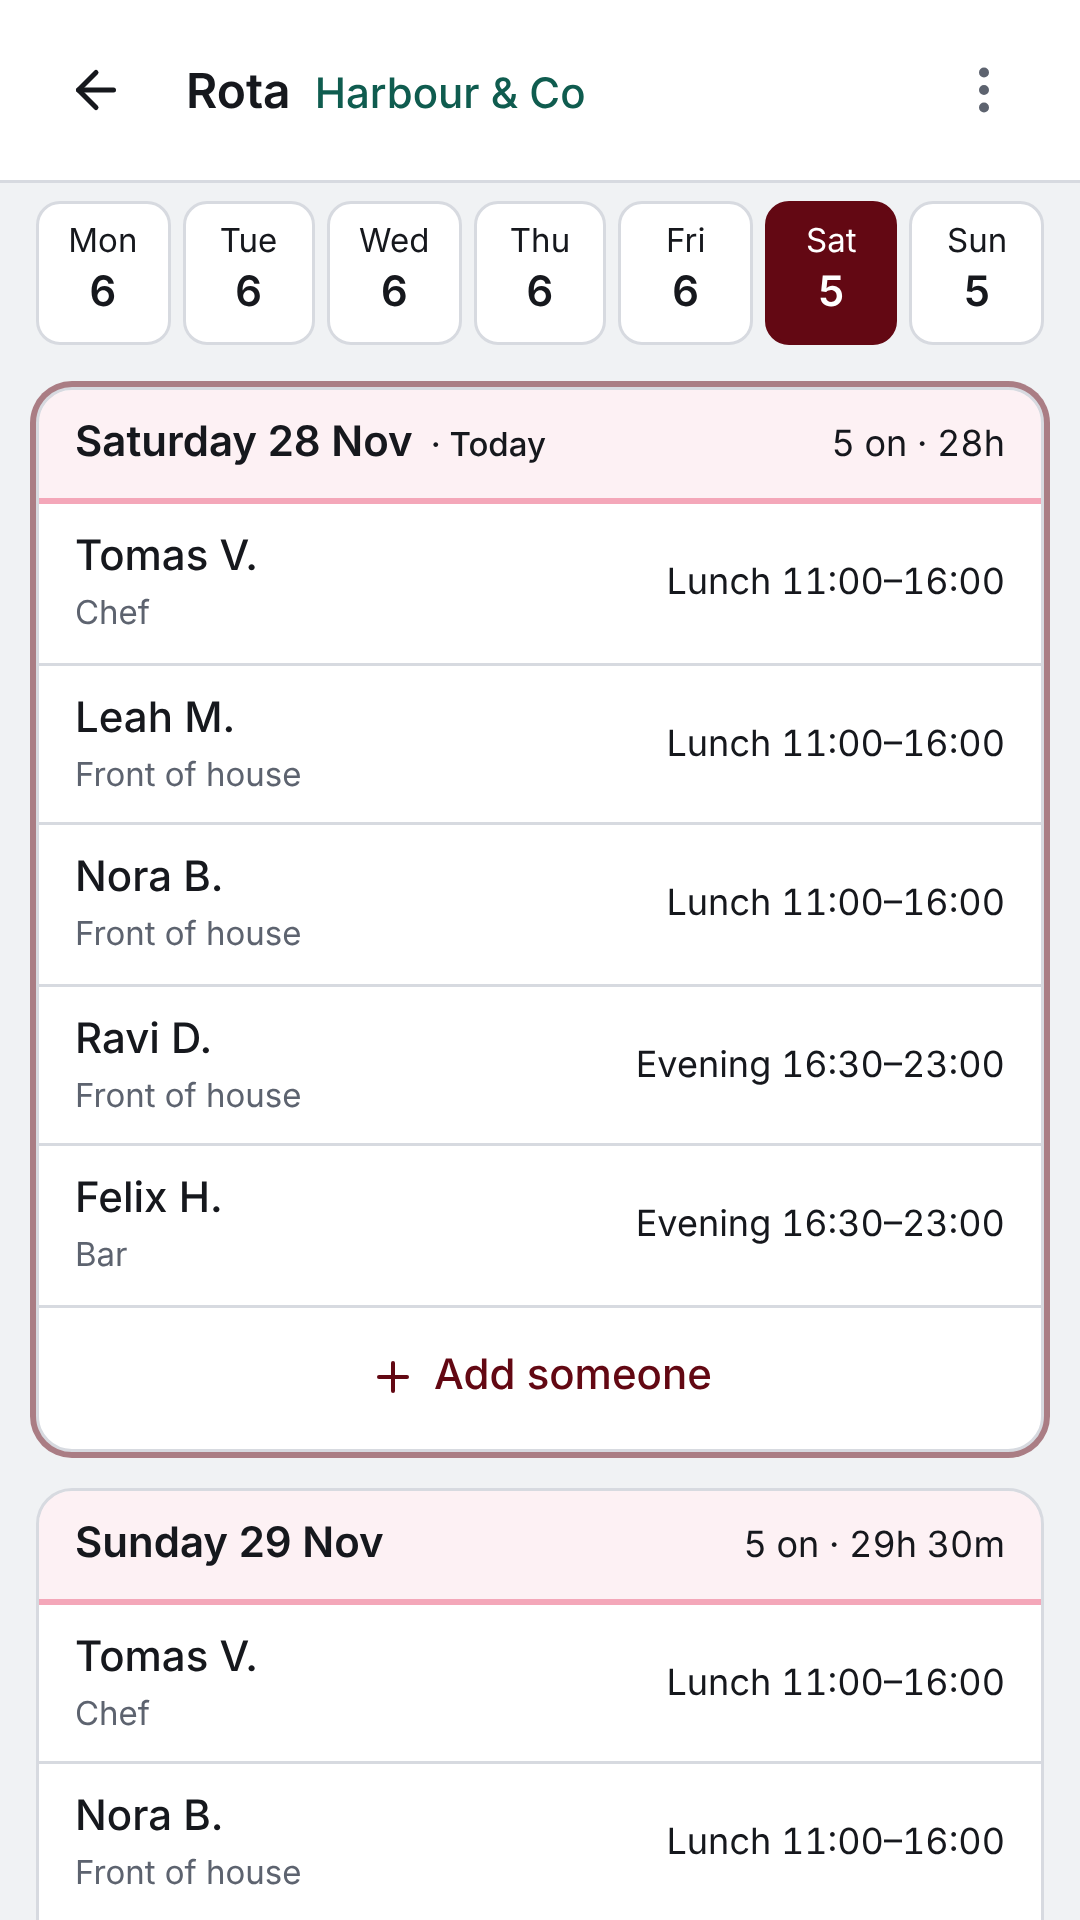 Rota Harbour & Co
Mon Tue Wed Thu Fri Sat Sun
6 6 6 6 6 5 5
Saturday 28 Nov · Today 5 on · 28h
Tomas V.
Chef
Lunch 11:00–16:00
Leah M.
Front of house
Lunch 11:00–16:00
Nora B.
Front of house
Lunch 11:00–16:00
Ravi D.
Front of house
Evening 16:30–23:00
Felix H.
Bar
Evening 16:30–23:00
+ Add someone
Sunday 29 Nov 5 on · 29h 30m
Tomas V.
Chef
Lunch 11:00–16:00
Nora B.
Front of house
Lunch 11:00–16:00